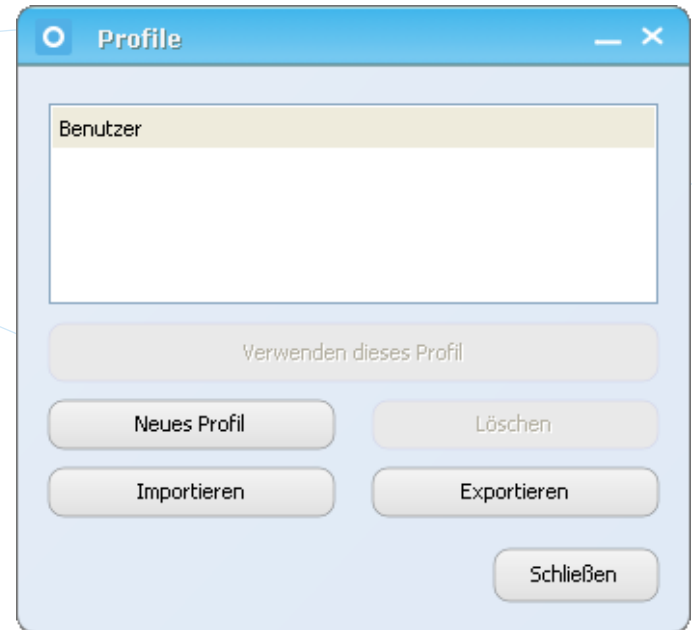 Profile
Benutzer
Verwenden dieses Profil
Neues Profil
Löschen
Importieren
Exportieren
Schließen